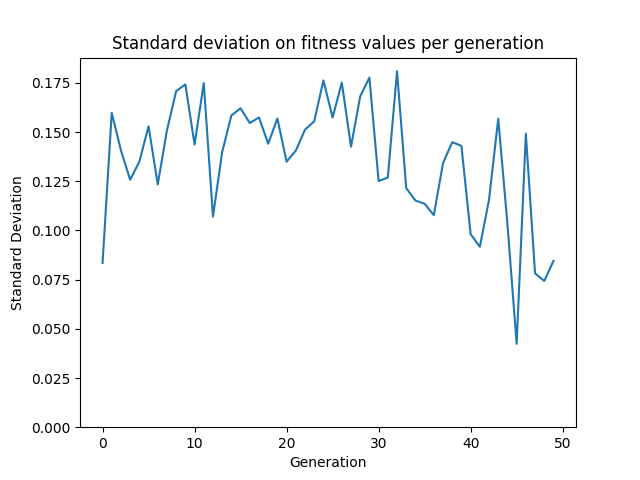 Standard deviation on fitness values per generation
0.175
0.150
0.125
0.100
0.075
0.050
0.025
0.000
Standard Deviation
0 10 20 30 40 50
Generation